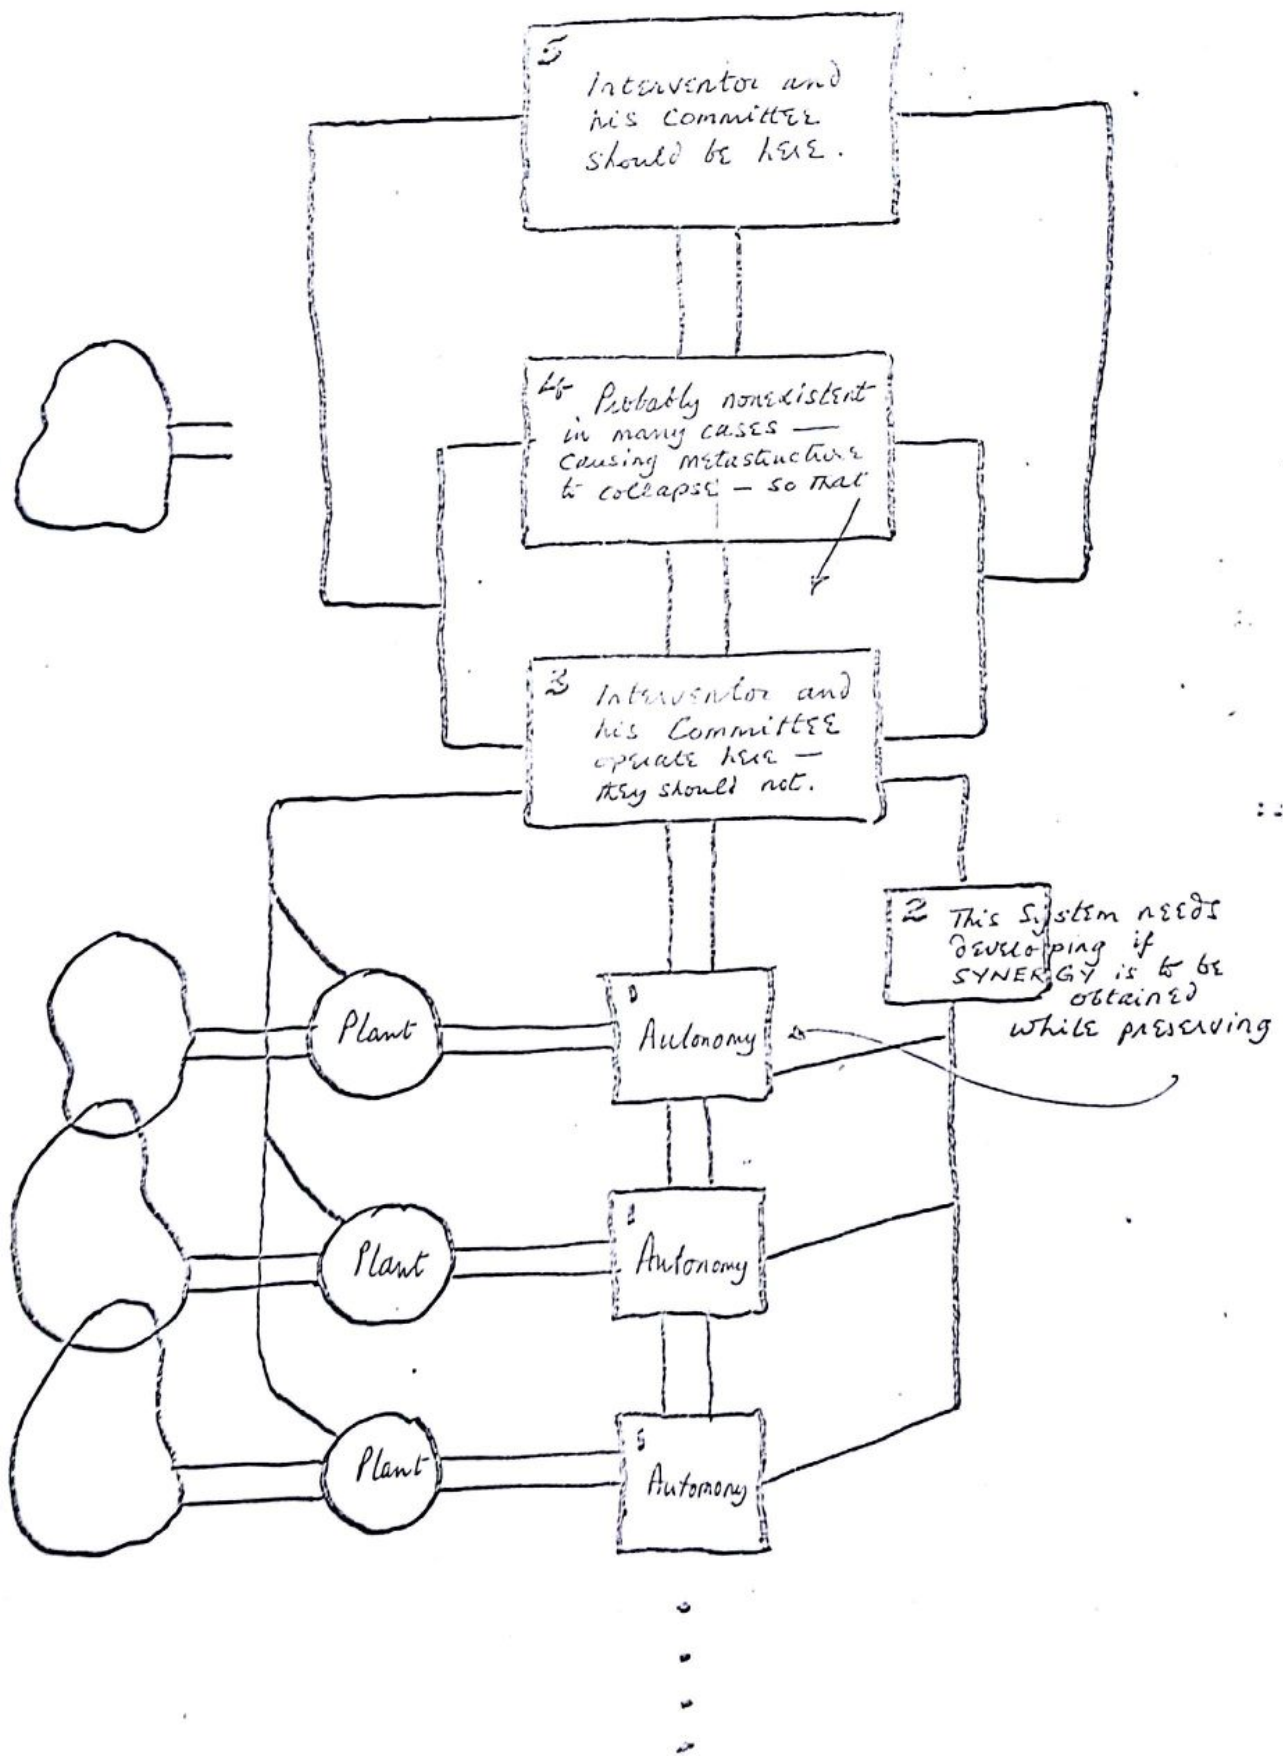 5
Interventor and
his Committee
should be here.
4 Probably nonexistent
in many cases —
causing metastructure
to collapse — so that
3 Interventor and
his Committee
operate here —
they should not.
2 This System needs
developing if
SYNERGY is to be
obtained
while preserving
Plant
Autonomy
Plant
Autonomy
Plant
Autonomy